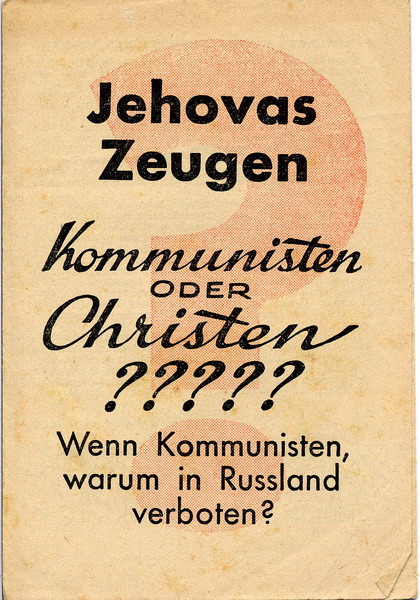 Jehovas
Zeugen
Kommunisten
ODER
Christen
?????
Wenn Kommunisten,
warum in Russland
verboten?